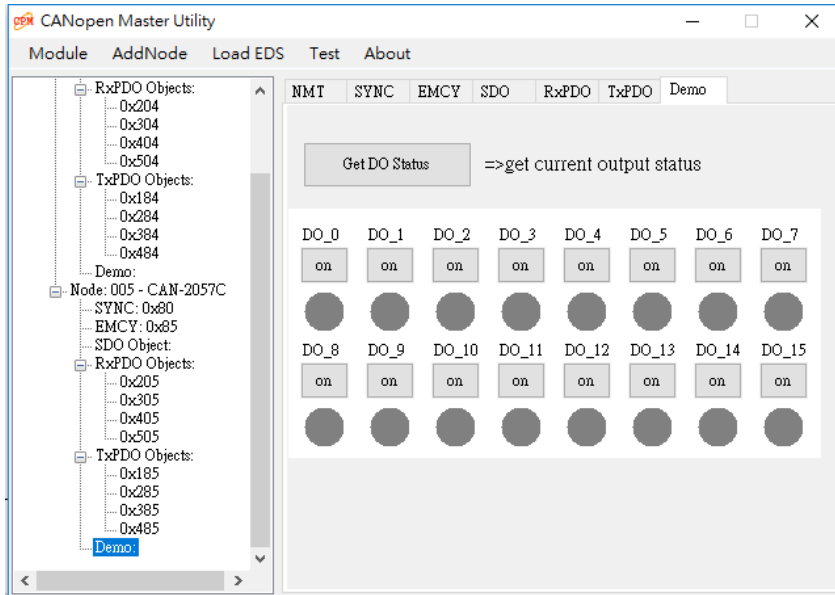 CPM CANopen Master Utility
Module AddNode Load EDS Test About
RxPDO Objects:
0x204
0x304
0x404
0x504
TxPDO Objects:
0x184
0x284
0x384
0x484
Demo:
Node: 005 - CAN-2057C
SYNC: 0x80
EMCY: 0x85
SDO Object:
RxPDO Objects:
0x205
0x305
0x405
0x505
TxPDO Objects:
0x185
0x285
0x385
0x485
Demo:
NMT SYNC EMCY SDO RxPDO TxPDO Demo
Get DO Status =>get current output status
DO_0 DO_1 DO_2 DO_3 DO_4 DO_5 DO_6 DO_7
on on on on on on on on
DO_8 DO_9 DO_10 DO_11 DO_12 DO_13 DO_14 DO_15
on on on on on on on on